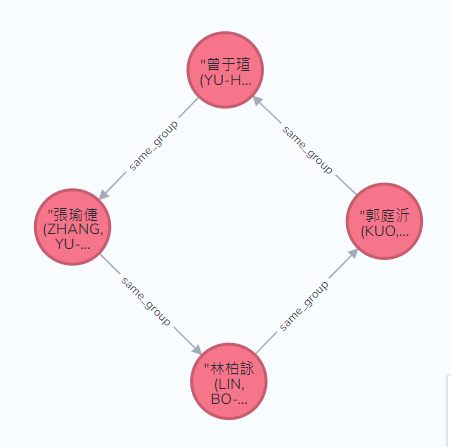 "曾于瑄
(YU-H...
same_group
same_group
"張瑜倢
(ZHANG,
YU-...
"郭庭沂
(KUO,...
same_group
same_group
"林柏詠
(LIN,
BO-...